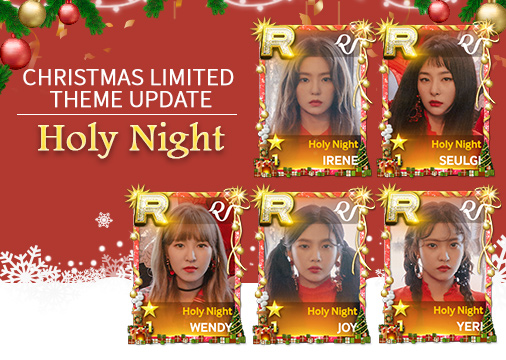 CHRISTMAS LIMITED
THEME UPDATE
Holy Night
R
Holy Night
1
IRENE
R
Holy Night
1
SEULGI
R
Holy Night
1
WENDY
R
Holy Night
1
JOY
R
Holy Night
1
YERI